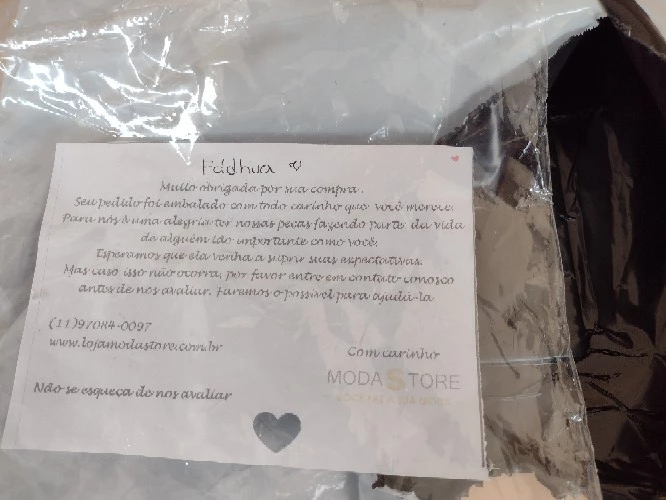 Muito obrigada por sua compra.
Seu pedido foi embalado com todo carinho que você merece.
Para nós é uma alegria ter nossas peças fazendo parte da vida
de alguém tão importante como você.
Esperamos que ela venha a suprir suas expectativas.
Mas caso isso não ocorra, por favor entre em contato conosco
antes de nos avaliar. Faremos o possível para ajudá-la
(11)97084-0097
www.lojamodastore.com.br
Com carinho
MODA STORE
Não se esqueça de nos avaliar